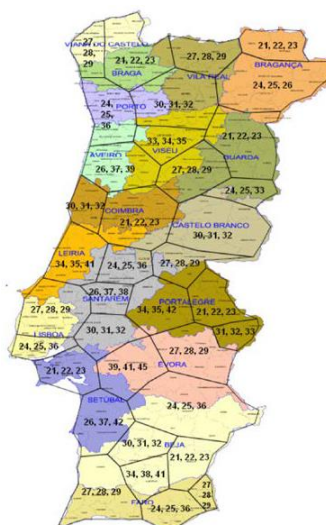 27,
VIANA DO CASTELO
28,
29
24, 22, 23
BRAGA
27, 28, 29
VILA REAL
21, 22, 23
BRAGANÇA
24, 25, 26
24,
PORTO
25,
36
30, 31, 32
33, 34, 35
VISEU
21, 22, 23
GUARDA
AVEIRO
26, 37, 39
27, 28, 29
24, 25, 33
30, 31, 32
COIMBRA
21, 22, 23
CASTELO BRANCO
30, 31, 32
LEIRIA
34, 35, 41
24, 25, 36
27, 28, 29
26, 37, 38
SANTARÉM
PORTALEGRE
34, 35, 42
21, 22, 23
27, 28, 29
LISBOA
30, 31, 32
31, 32, 33
24, 25, 36
27, 28, 29
21, 22, 23
39, 41, 45
ÉVORA
SETÚBAL
24, 25, 36
26, 37, 42
30, 31, 32
BEJA
21, 22, 23
34, 38, 41
27, 28, 29
FARO
24, 25, 36
27
28
29